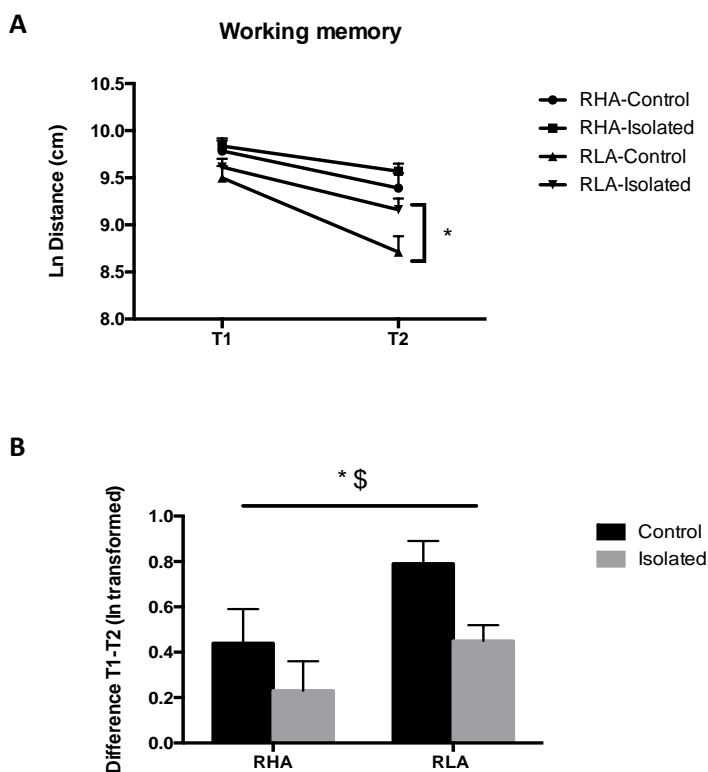 A
Working memory
Ln Distance (cm)
10.5
10.0
9.5
9.0
8.5
8.0
T1
T2
*
RHA-Control
RHA-Isolated
RLA-Control
RLA-Isolated
B
Difference T1-T2 (ln transformed)
1.0
0.8
0.6
0.4
0.2
0.0
* $
RHA
RLA
Control
Isolated